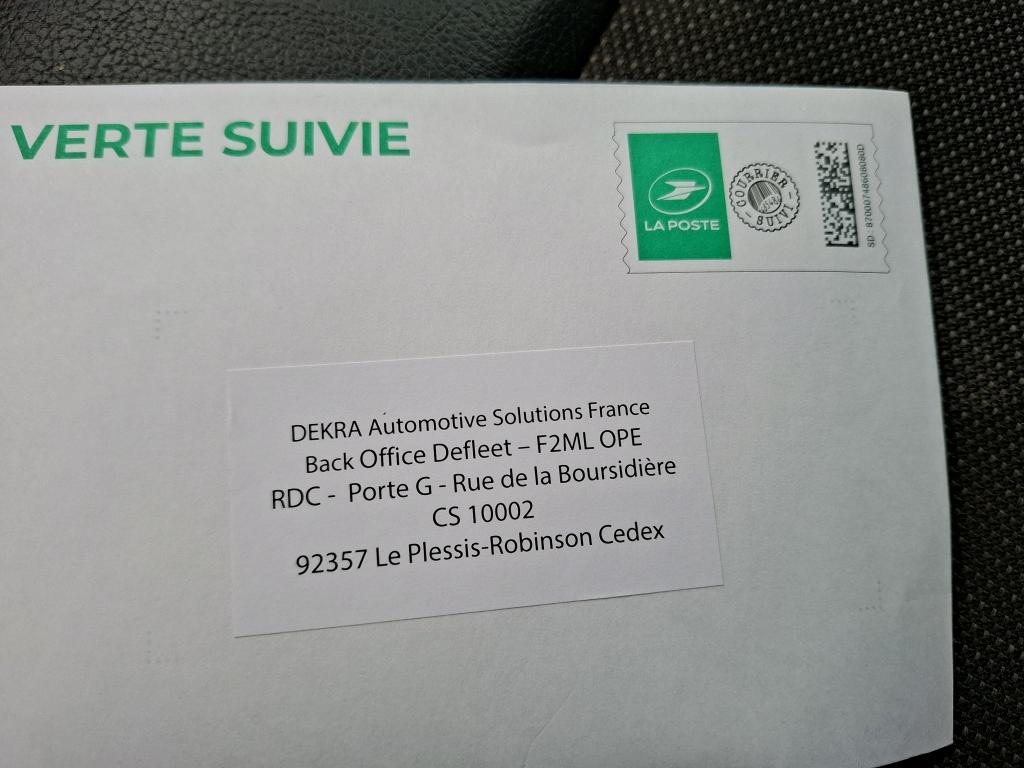 VERTE SUIVIE
LA POSTE
COURRIER
SUIVI
DEKRA Automotive Solutions France
Back Office Defleet – F2ML OPE
RDC - Porte G - Rue de la Boursidière
CS 10002
92357 Le Plessis-Robinson Cedex